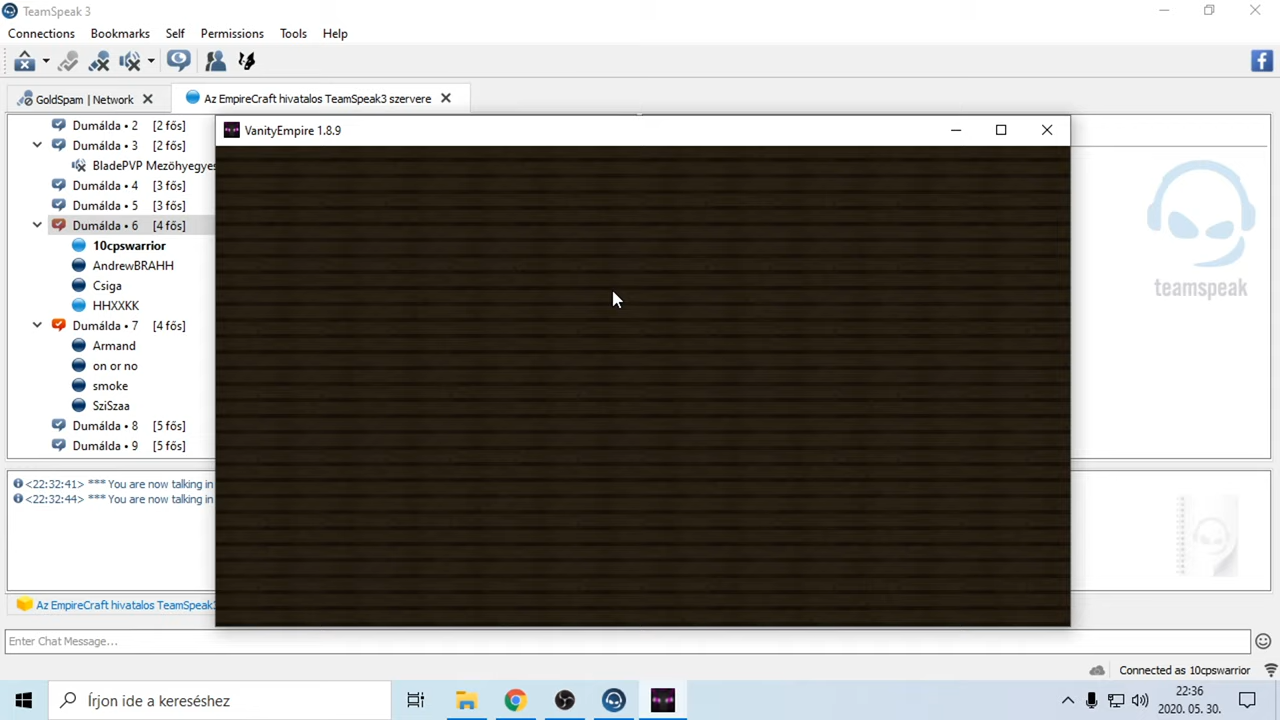 TeamSpeak 3
Connections Bookmarks Self Permissions Tools Help
GoldSpam | Network
Az EmpireCraft hivatalos TeamSpeak3 szervere
Dumálda • 2 [2 fős]
Dumálda • 3 [2 fős]
BladePVP Mezőhyegyes
Dumálda • 4 [3 fős]
Dumálda • 5 [3 fős]
Dumálda • 6 [4 fős]
10cpswarrior
AndrewBRAHH
Csiga
HHXXKK
Dumálda • 7 [4 fős]
Armand
on or no
smoke
SziSzaa
Dumálda • 8 [5 fős]
Dumálda • 9 [5 fős]
VanityEmpire 1.8.9
teamspeak
<22:32:41> *** You are now talking in
<22:32:44> *** You are now talking in
Az EmpireCraft hivatalos TeamSpeak
Enter Chat Message...
Connected as 10cpswarrior
Írjon ide a kereséshez
22:36
2020. 05. 30.